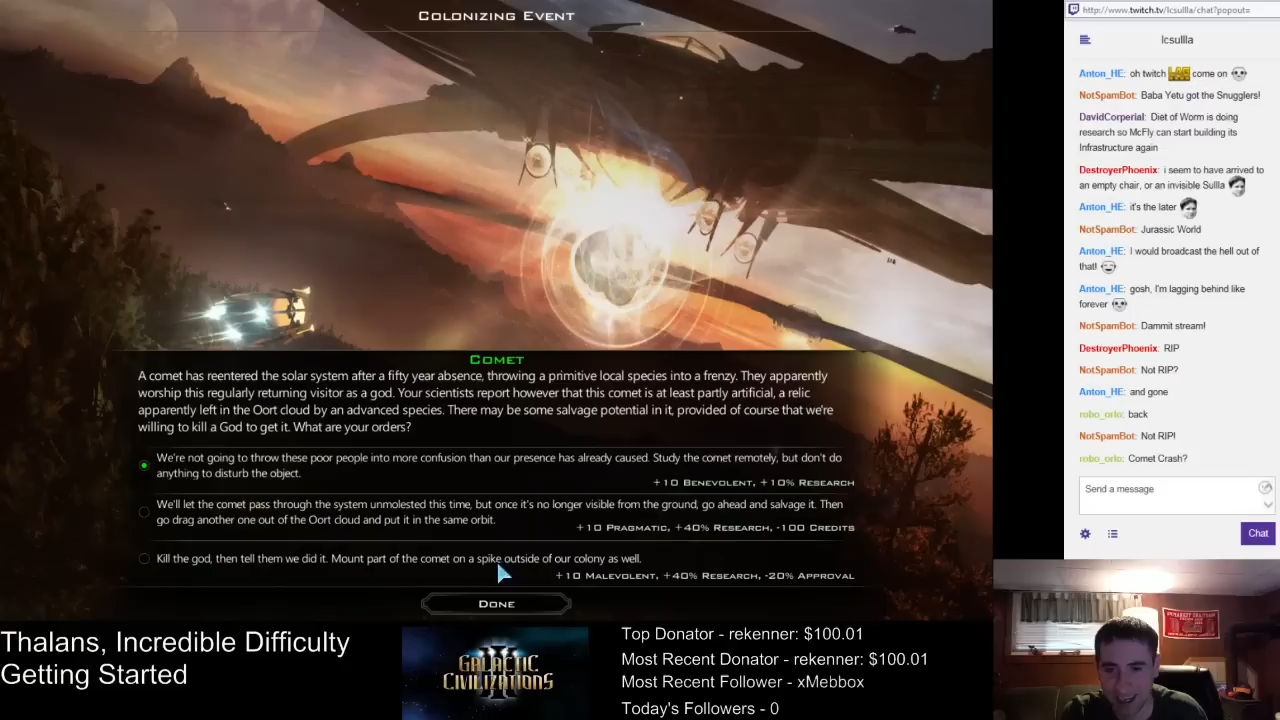 Colonizing Event
Comet
A comet has reentered the solar system after a fifty year absence, throwing a primitive local species into a frenzy. They apparently
worship this regularly returning visitor as a god. Your scientists report however that this comet is at least partly artificial, a relic
apparently left in the Oort cloud by an advanced species. There may be some salvage potential in it, provided of course that we're
willing to kill a God to get it. What are your orders?
We're not going to throw these poor people into more confusion than our presence has already caused. Study the comet remotely, but don't do
anything to disturb the object.
+10 Benevolent, +10% Research
We'll let the comet pass through the system unmolested this time, but once it's no longer visible from the ground, go ahead and salvage it. Then
go drag another one out of the Oort cloud and put it in the same orbit.
+10 Pragmatic, +40% Research, -100 Credits
Kill the god, then tell them we did it. Mount part of the comet on a spike outside of our colony as well.
+10 Malevolent, +40% Research, -20% Approval
Done
Thalans, Incredible Difficulty
Getting Started
GALACTIC
CIVILIZATIONS
III
Top Donator - rekenner: $100.01
Most Recent Donator - rekenner: $100.01
Most Recent Follower - xMebbox
Today's Followers - 0
http://www.twitch.tv/lcsullla/chat?popout=
lcsullla
Anton_HE: oh twitch LAG come on
NotSpamBot: Baba Yetu got the Snugglers!
DavidCorperial: Diet of Worm is doing
research so McFly can start building its
Infrastructure again
DestroyerPhoenix: i seem to have arrived to
an empty chair, or an invisible Sullla
Anton_HE: it's the later
NotSpamBot: Jurassic World
Anton_HE: I would broadcast the hell out of
that!
Anton_HE: gosh, I'm lagging behind like
forever
NotSpamBot: Dammit stream!
DestroyerPhoenix: RIP
NotSpamBot: Not RIP?
Anton_HE: and gone
robo_orlo: back
NotSpamBot: Not RIP!
robo_orlo: Comet Crash?
Send a message
Chat